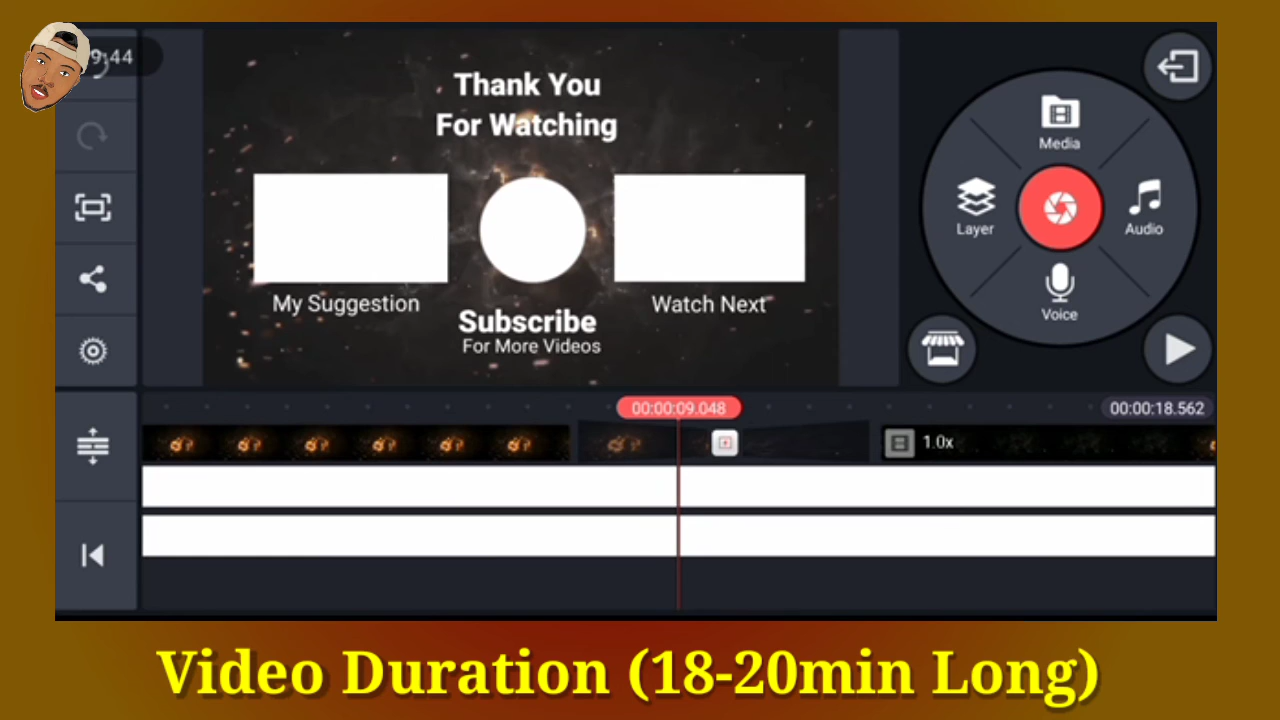 9:44
Thank You
For Watching
My Suggestion
Watch Next
Subscribe
For More Videos
Media
Layer
Audio
Voice
00:00:09.048
00:00:18.562
1.0x
Video Duration (18-20min Long)